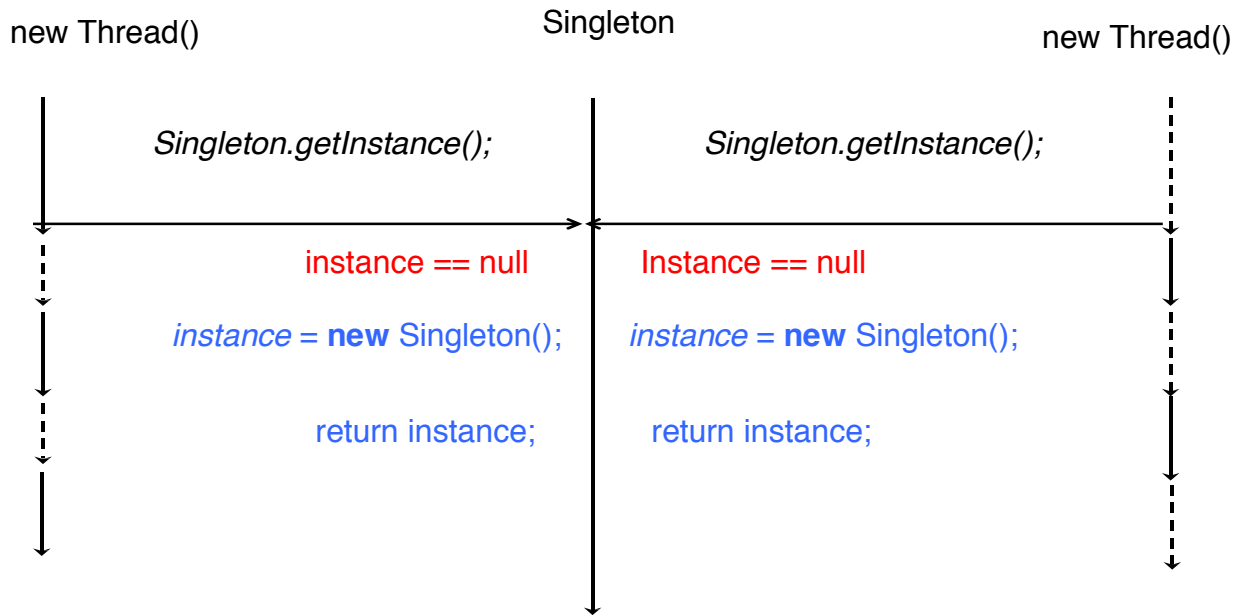 new Thread()
Singleton
new Thread()
Singleton.getInstance();
Singleton.getInstance();
instance == null
Instance == null
instance = new Singleton();
instance = new Singleton();
return instance;
return instance;